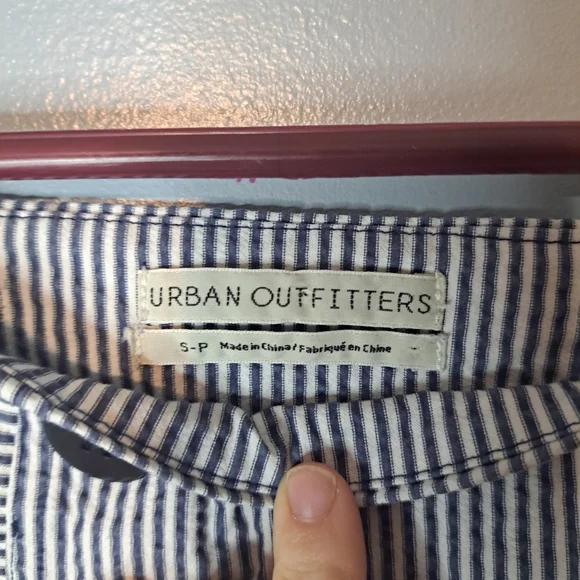 URBAN OUTFITTERS
S-P Made in China / Fabriqué en Chine